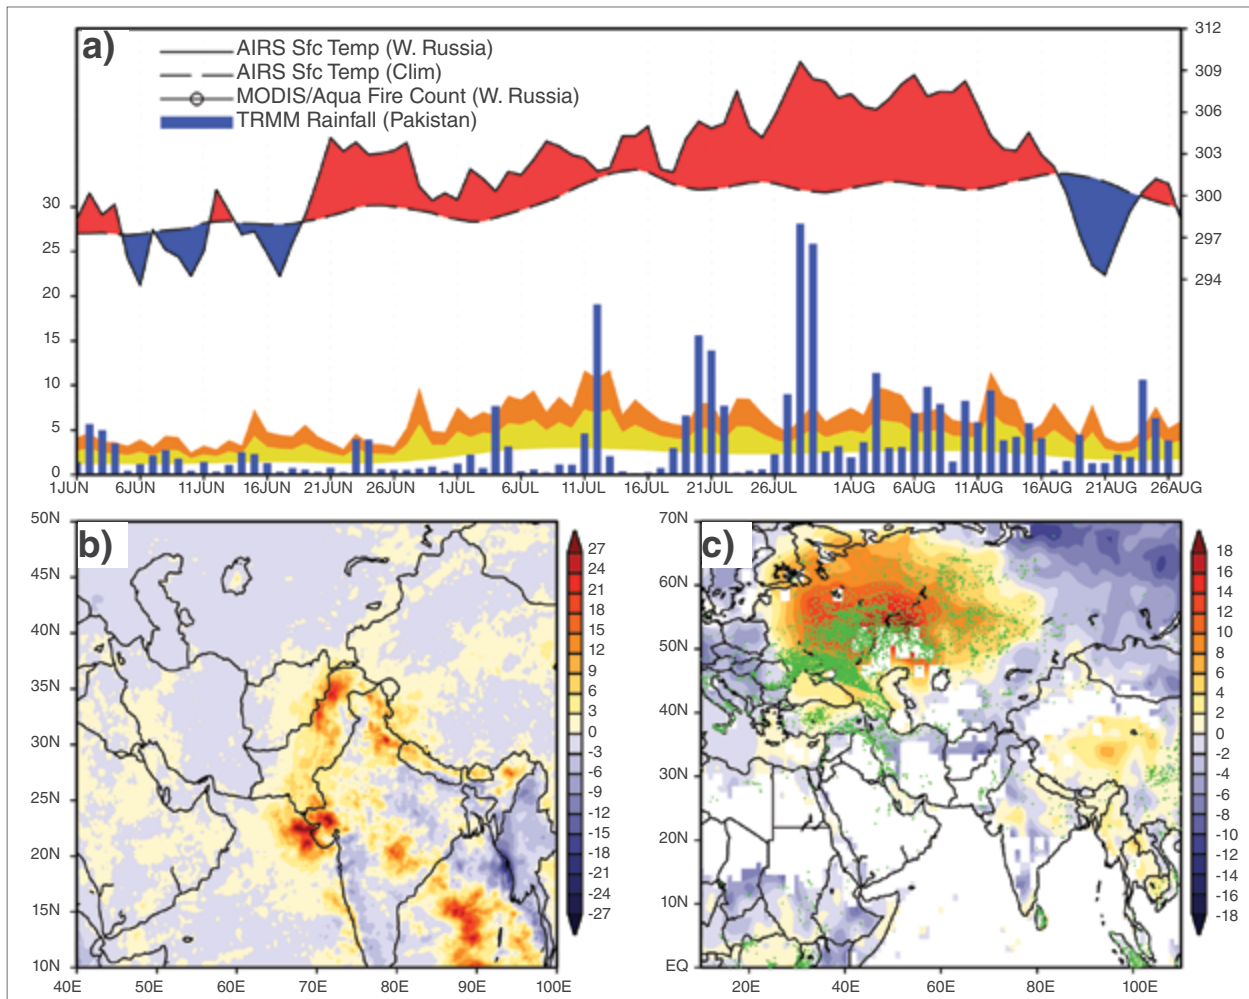 a)
AIRS Sfc Temp (W. Russia)
AIRS Sfc Temp (Clim)
MODIS/Aqua Fire Count (W. Russia)
TRMM Rainfall (Pakistan)
312
309
306
303
300
297
294
30
25
20
15
10
5
0
1JUN 6JUN 11JUN 16JUN 21JUN 26JUN 1JUL 6JUL 11JUL 16JUL 21JUL 26JUL 1AUG 6AUG 11AUG 16AUG 21AUG 26AUG
b)
50N
45N
40N
35N
30N
25N
20N
15N
10N
40E 50E 60E 70E 80E 90E 100E
27
24
21
18
15
12
9
6
3
0
-3
-6
-9
-12
-15
-18
-21
-24
-27
c)
70N
60N
50N
40N
30N
20N
10N
EQ
20E 40E 60E 80E 100E
18
16
14
12
10
8
6
4
2
0
-2
-4
-6
-8
-10
-12
-14
-16
-18